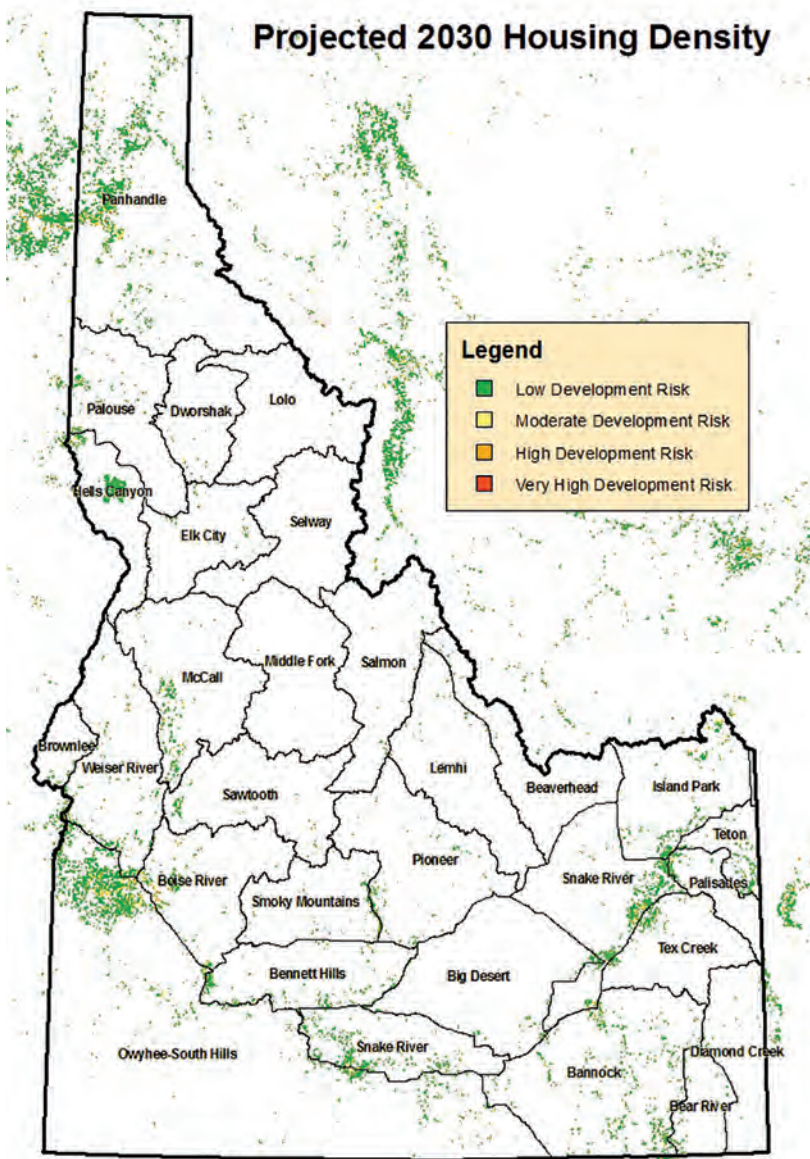 Projected 2030 Housing Density
Panhandle
Legend
Low Development Risk
Moderate Development Risk
High Development Risk
Very High Development Risk
Palouse
Dworshak
Lolo
Hells Canyon
Elk City
Selway
McCall
Middle Fork
Salmon
Brownlee
Weiser River
Sawtooth
Lemhi
Beaverhead
Island Park
Teton
Boise River
Smoky Mountains
Pioneer
Snake River
Palisades
Tex Creek
Bennett Hills
Big Desert
Owyhee-South Hills
Snake River
Bannock
Diamond Creek
Bear River